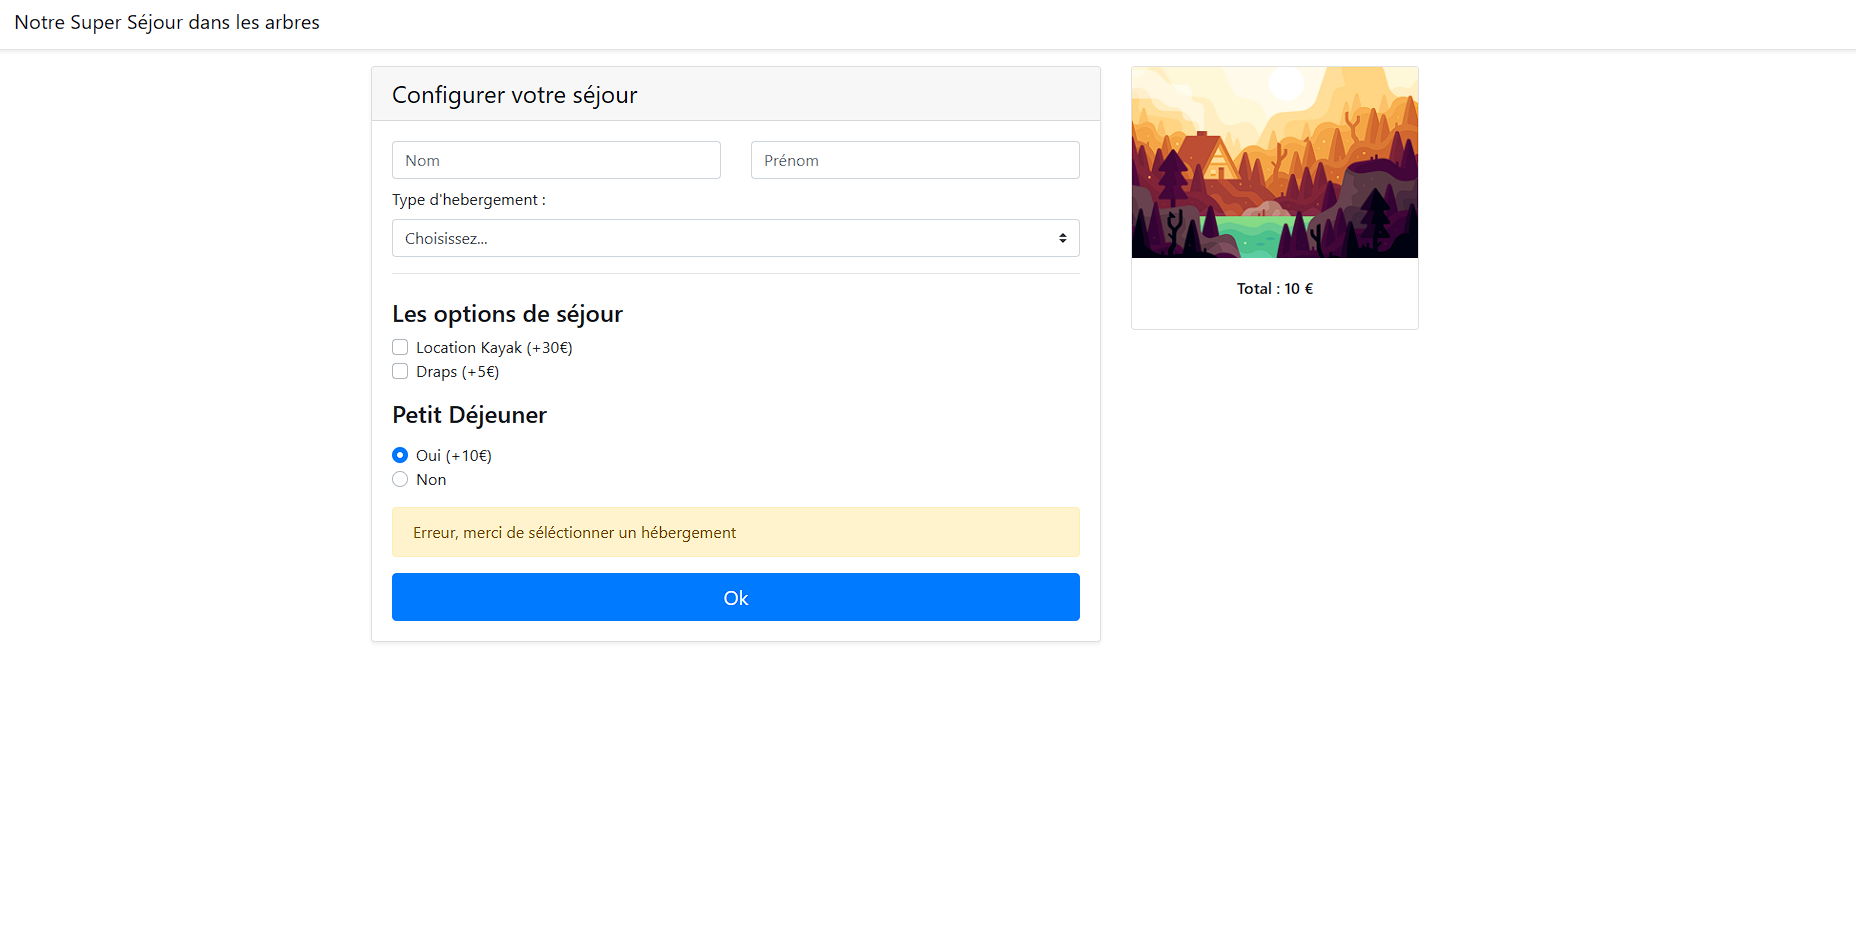 Notre Super Séjour dans les arbres
Configurer votre séjour
Nom
Prénom
Type d'hebergement :
Choisissez...
Les options de séjour
Location Kayak (+30€)
Draps (+5€)
Petit Déjeuner
Oui (+10€)
Non
Erreur, merci de séléctionner un hébergement
Ok
Total : 10 €